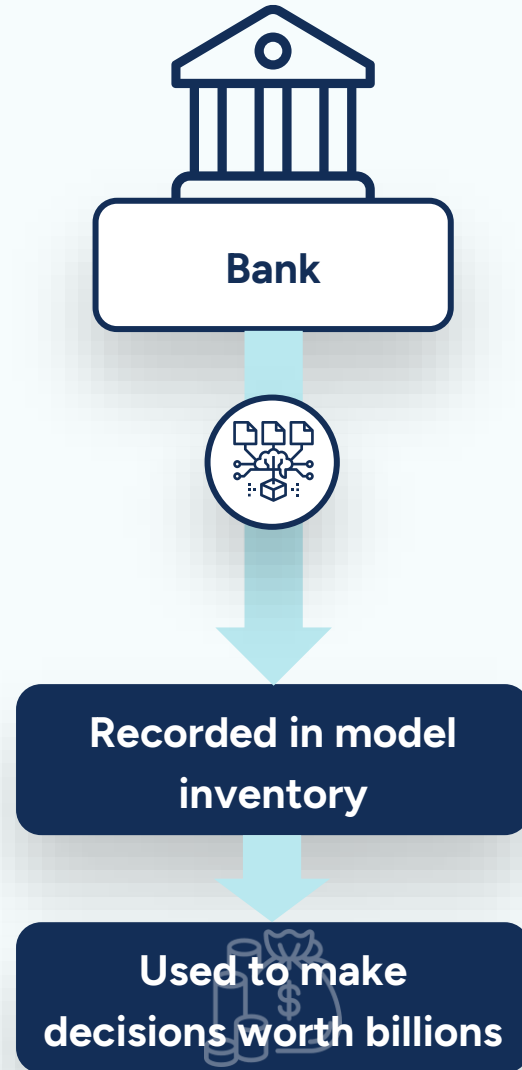 Bank
Recorded in model
inventory
Used to make
decisions worth billions
$